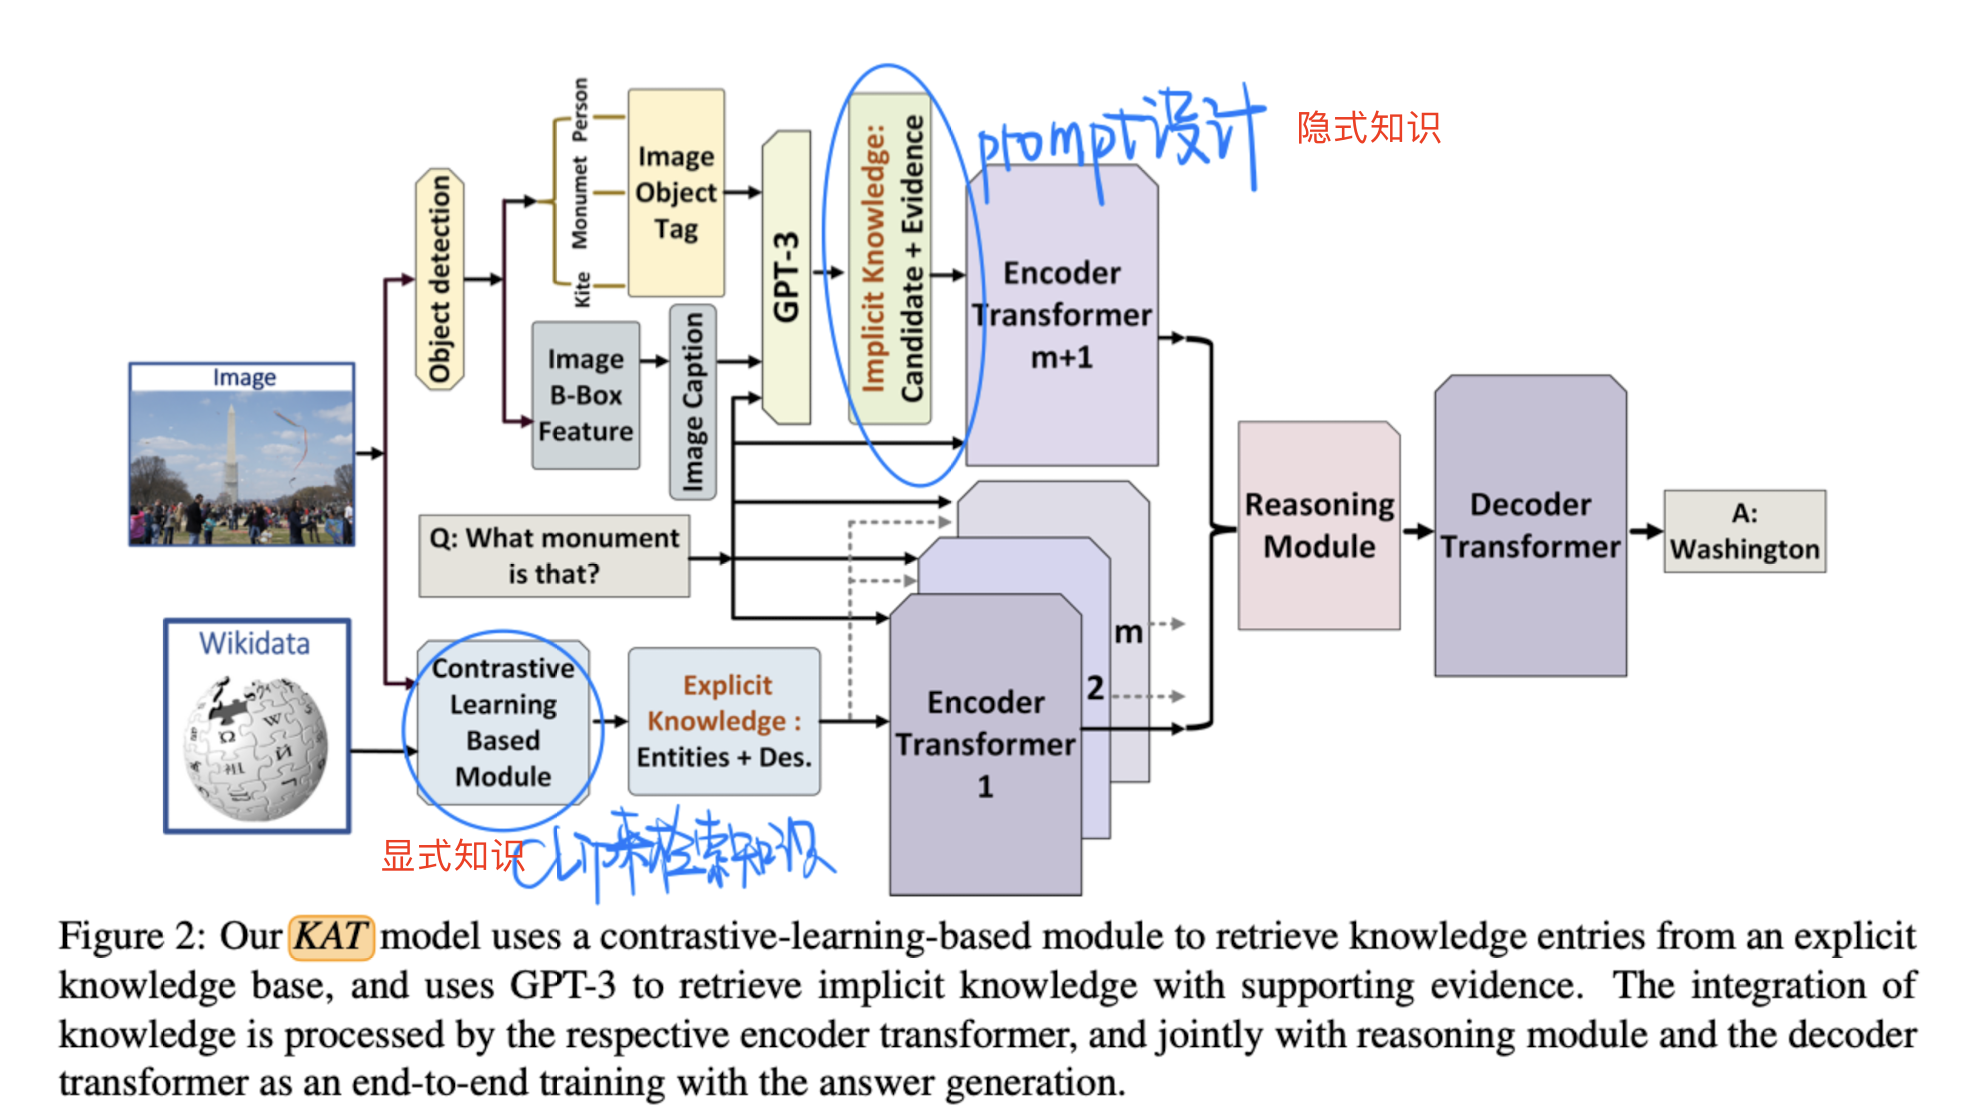 Person
Monumet
Kite
Image
Object
Tag
Object detection
Image
B-Box
Feature
Image Caption
GPT-3
Implicit Knowledge:
Candidate + Evidence
prompt设计
隐式知识
Encoder
Transformer
m+1
Image
Q: What monument
is that?
Wikidata
Contrastive
Learning
Based
Module
Explicit
Knowledge :
Entities + Des.
显式知识
CLIP来检索知识
Encoder
Transformer
1
2
m
Reasoning
Module
Decoder
Transformer
A:
Washington
Figure 2: Our KAT model uses a contrastive-learning-based module to retrieve knowledge entries from an explicit
knowledge base, and uses GPT-3 to retrieve implicit knowledge with supporting evidence. The integration of
knowledge is processed by the respective encoder transformer, and jointly with reasoning module and the decoder
transformer as an end-to-end training with the answer generation.